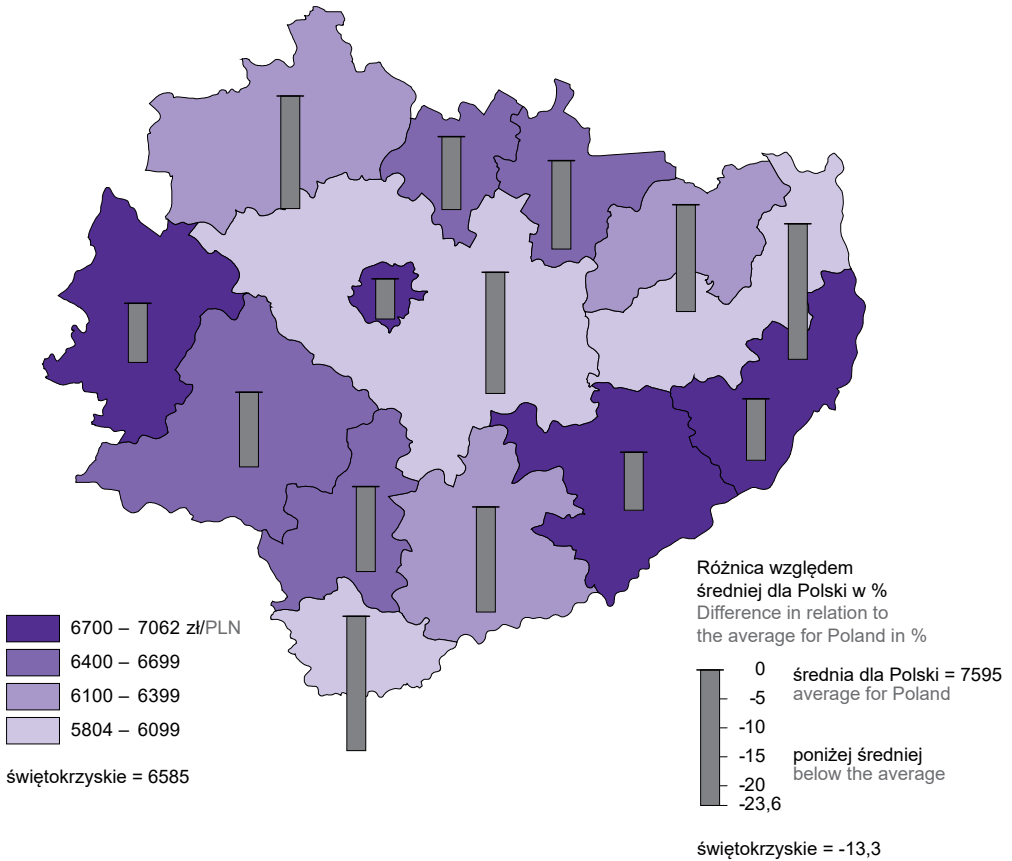 6700 – 7062 zł/PLN
6400 – 6699
6100 – 6399
5804 – 6099
świętokrzyskie = 6585
Różnica względem
średniej dla Polski w %
Difference in relation to
the average for Poland in %
0
-5
-10
-15
-20
-23,6
średnia dla Polski = 7595
average for Poland
poniżej średniej
below the average
świętokrzyskie = -13,3